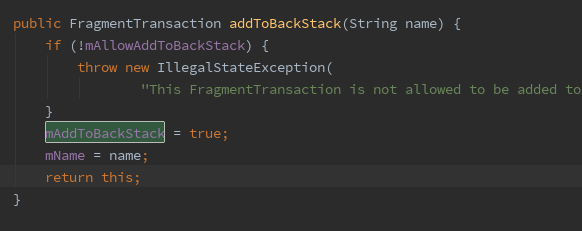 public FragmentTransaction addToBackStack(String name) {
    if (!mAllowAddToBackStack) {
        throw new IllegalStateException(
                "This FragmentTransaction is not allowed to be added to
    }
    mAddToBackStack = true;
    mName = name;
    return this;
}